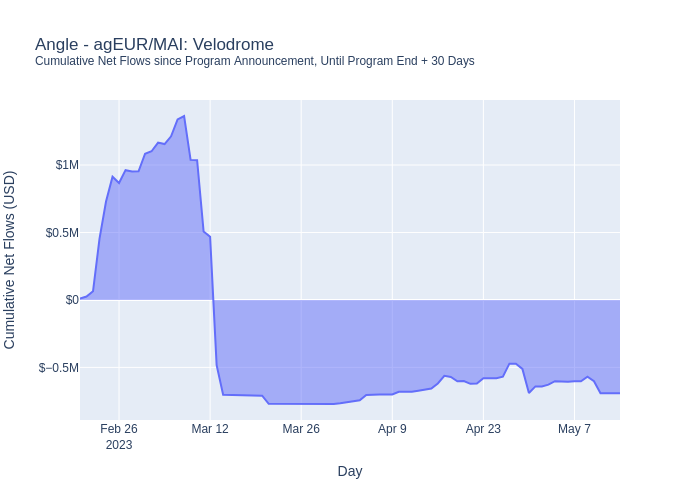 Angle - agEUR/MAI: Velodrome
Cumulative Net Flows since Program Announcement, Until Program End + 30 Days
Cumulative Net Flows (USD)
$1M
$0.5M
$0
$−0.5M
Feb 26
2023
Mar 12
Mar 26
Apr 9
Apr 23
May 7
Day